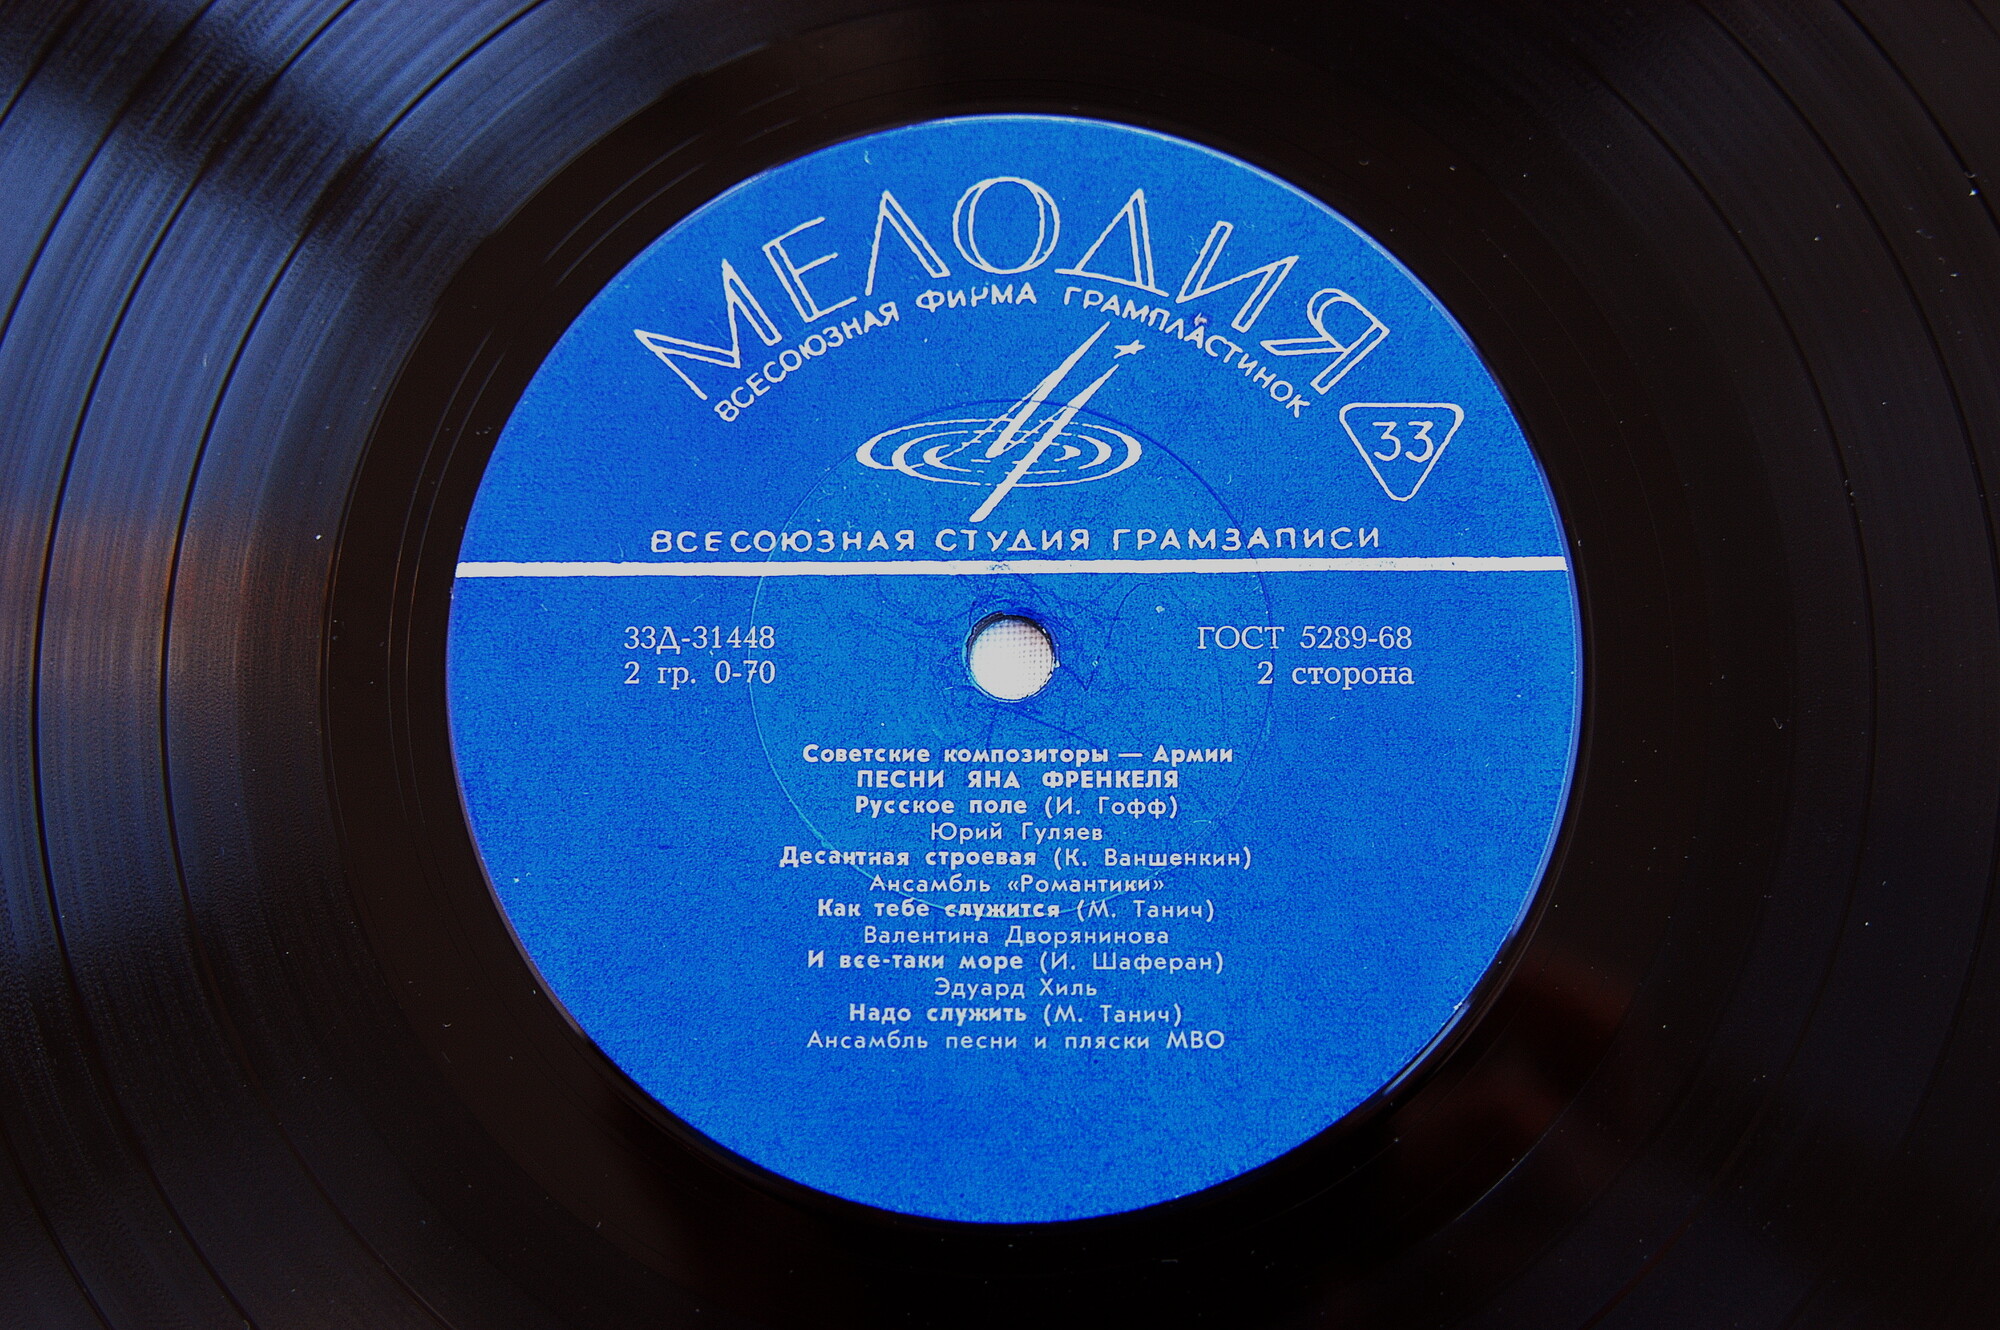 МЕЛОДИЯ
ВСЕСОЮЗНАЯ ФИРМА ГРАМПЛАСТИНОК
33
ВСЕСОЮЗНАЯ СТУДИЯ ГРАМЗАПИСИ
33Д-31448
2 гр. 0-70
ГОСТ 5289-68
2 сторона
Советские композиторы — Армии
ПЕСНИ ЯНА ФРЕНКЕЛЯ
Русское поле (И. Гофф)
Юрий Гуляев
Десантная строевая (К. Ваншенкин)
Ансамбль «Романтики»
Как тебе служится (М. Танич)
Валентина Дворянинова
И все-таки море (И. Шаферан)
Эдуард Хиль
Надо служить (М. Танич)
Ансамбль песни и пляски МВО